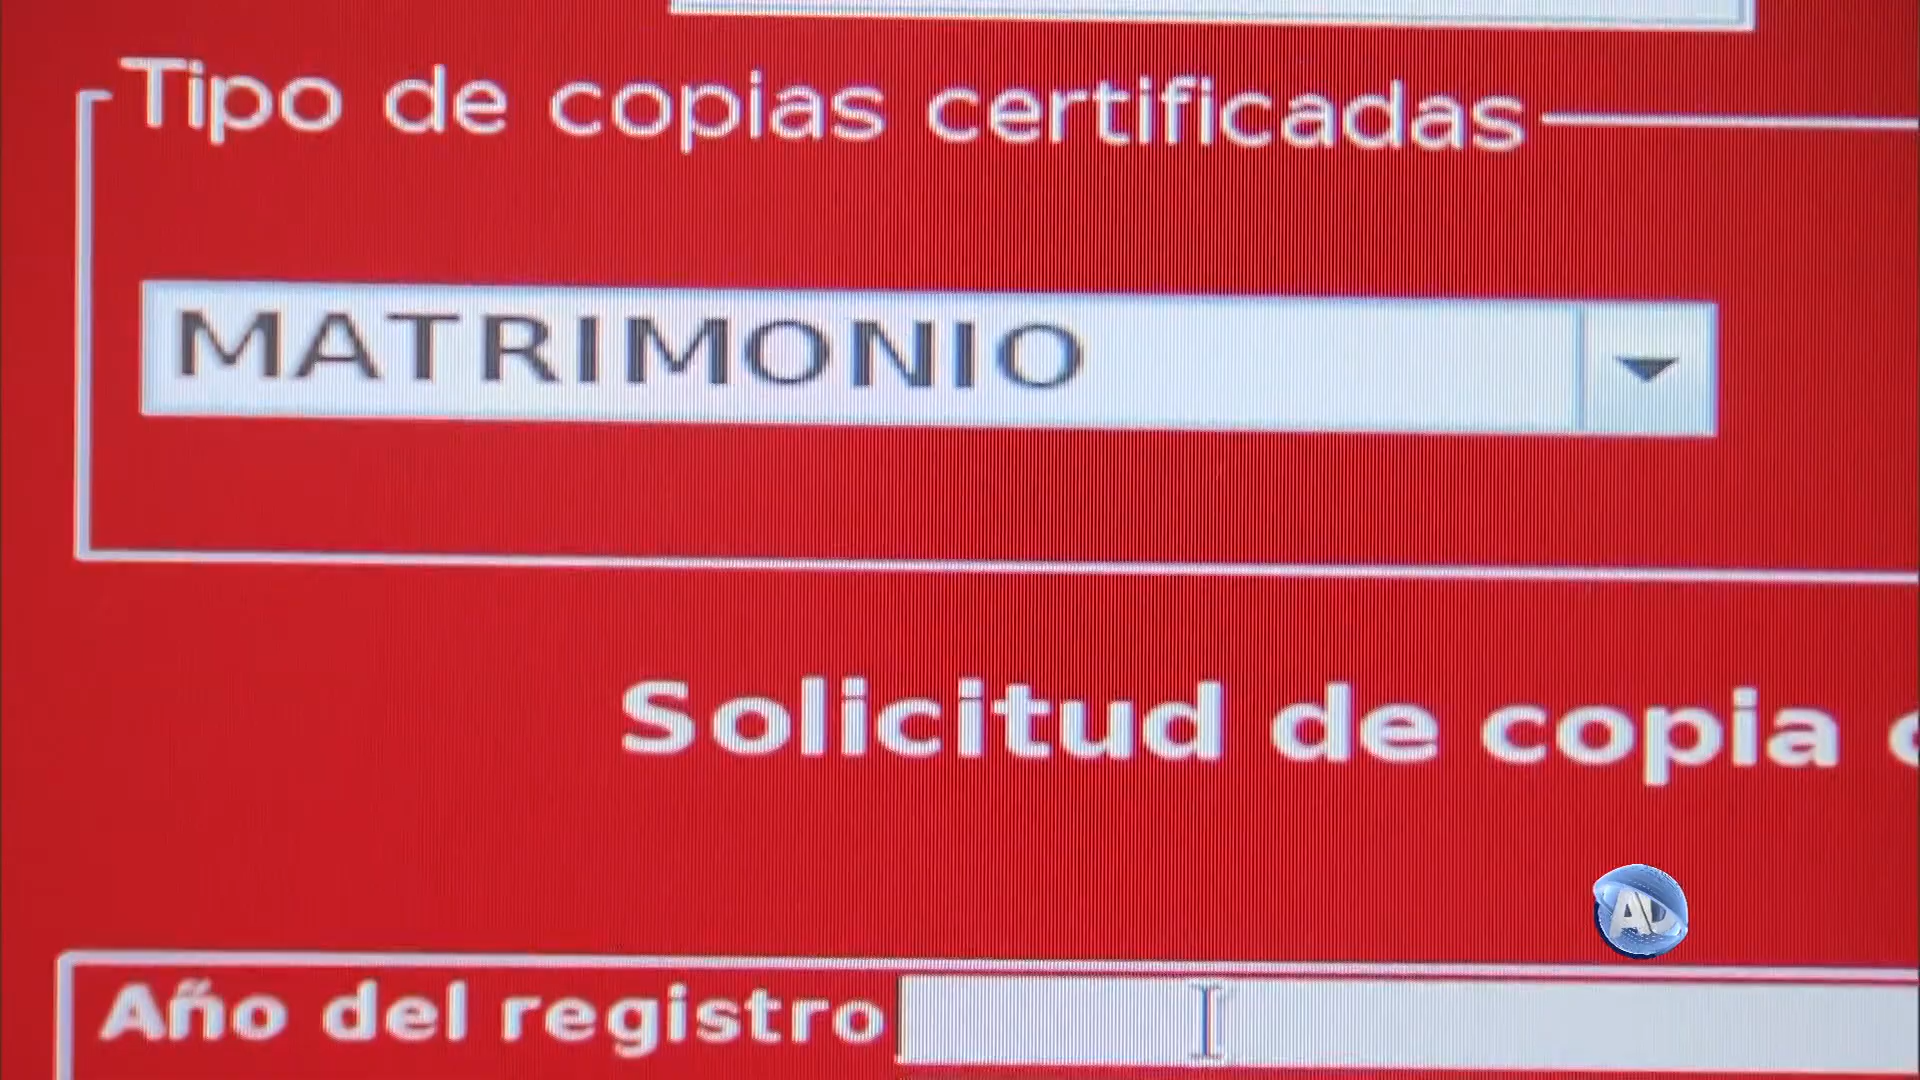 Tipo de copias certificadas
MATRIMONIO
Solicitud de copia
Año del registro